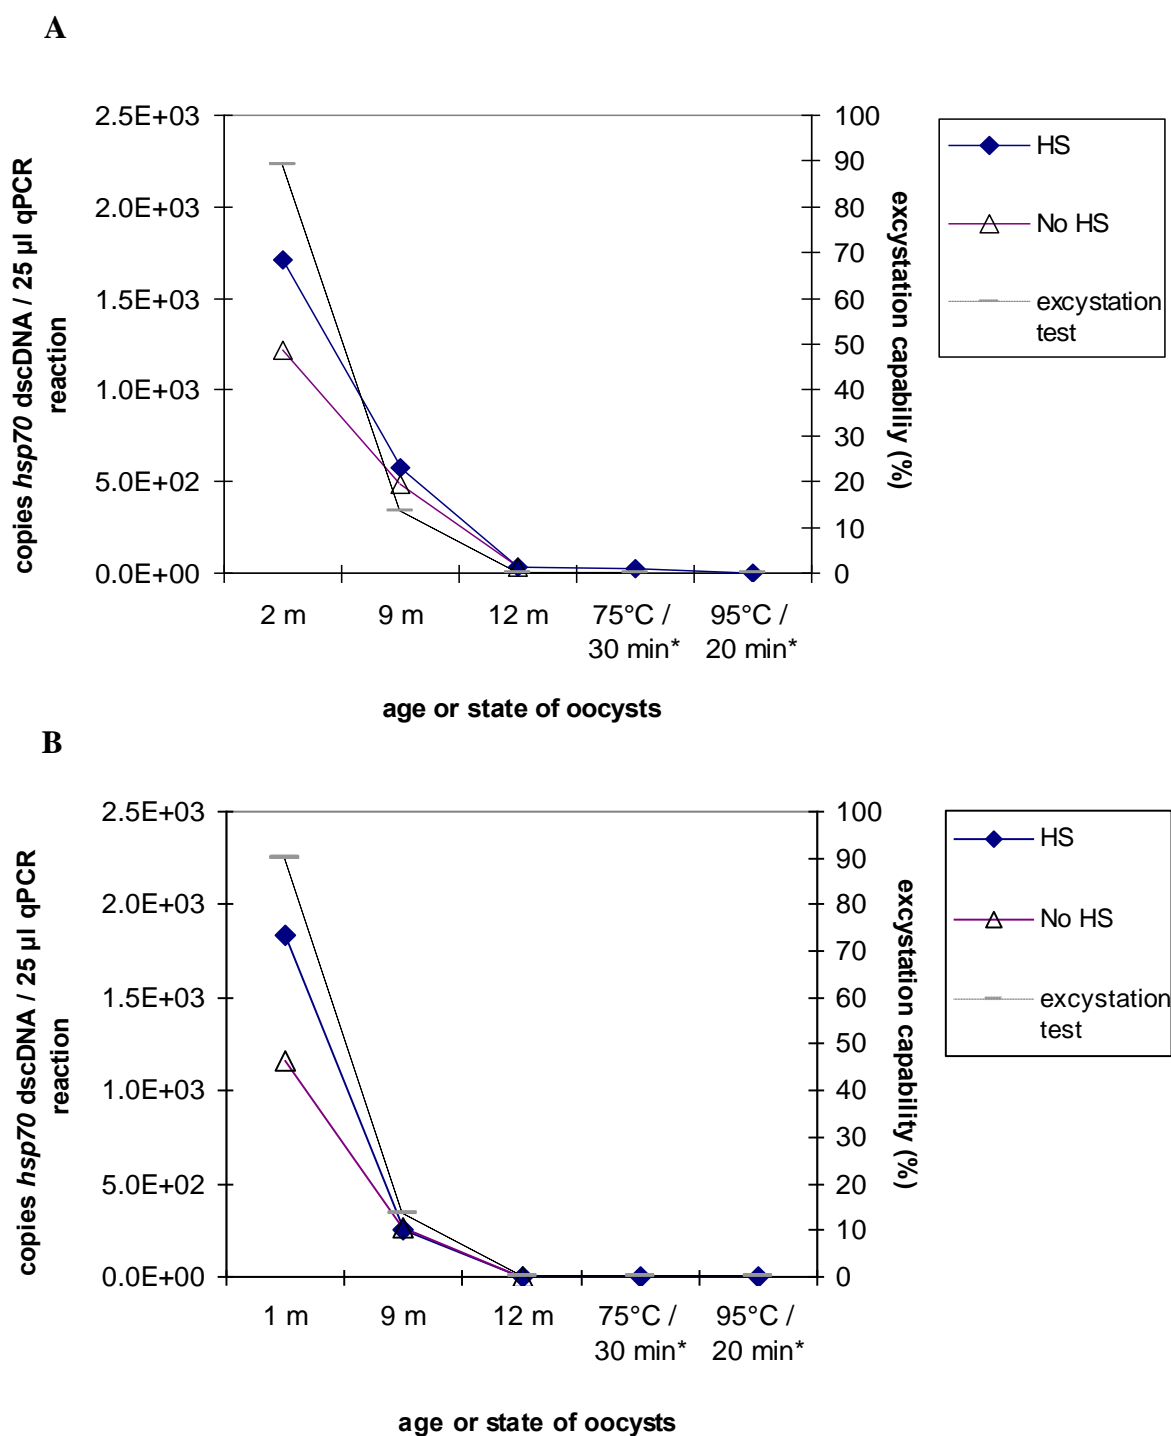 A
2.5E+03
2.0E+03
1.5E+03
1.0E+03
5.0E+02
0.0E+00
copies hsp70 dscDNA / 25 µl qPCR
reaction
100
90
80
70
60
50
40
30
20
10
0
excystation capabiliy (%)
HS
No HS
excystation
test
2 m
9 m
12 m
75°C /
30 min*
95°C /
20 min*
age or state of oocysts
B
2.5E+03
2.0E+03
1.5E+03
1.0E+03
5.0E+02
0.0E+00
copies hsp70 dscDNA / 25 µl qPCR
reaction
100
90
80
70
60
50
40
30
20
10
0
excystation capability (%)
HS
No HS
excystation
test
1 m
9 m
12 m
75°C /
30 min*
95°C /
20 min*
age or state of oocysts